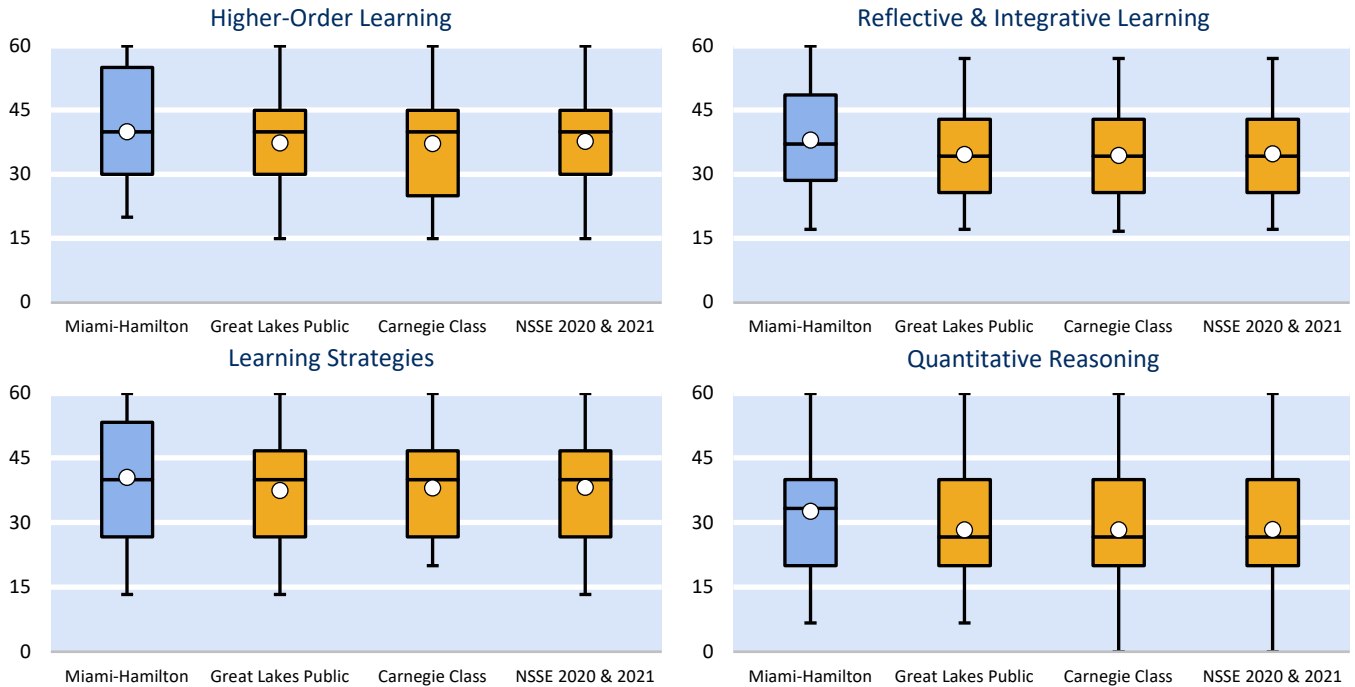 Higher-Order Learning
60
45
30
15
0
Miami-Hamilton Great Lakes Public Carnegie Class NSSE 2020 & 2021
Reflective & Integrative Learning
60
45
30
15
0
Miami-Hamilton Great Lakes Public Carnegie Class NSSE 2020 & 2021
Learning Strategies
60
45
30
15
0
Miami-Hamilton Great Lakes Public Carnegie Class NSSE 2020 & 2021
Quantitative Reasoning
60
45
30
15
0
Miami-Hamilton Great Lakes Public Carnegie Class NSSE 2020 & 2021